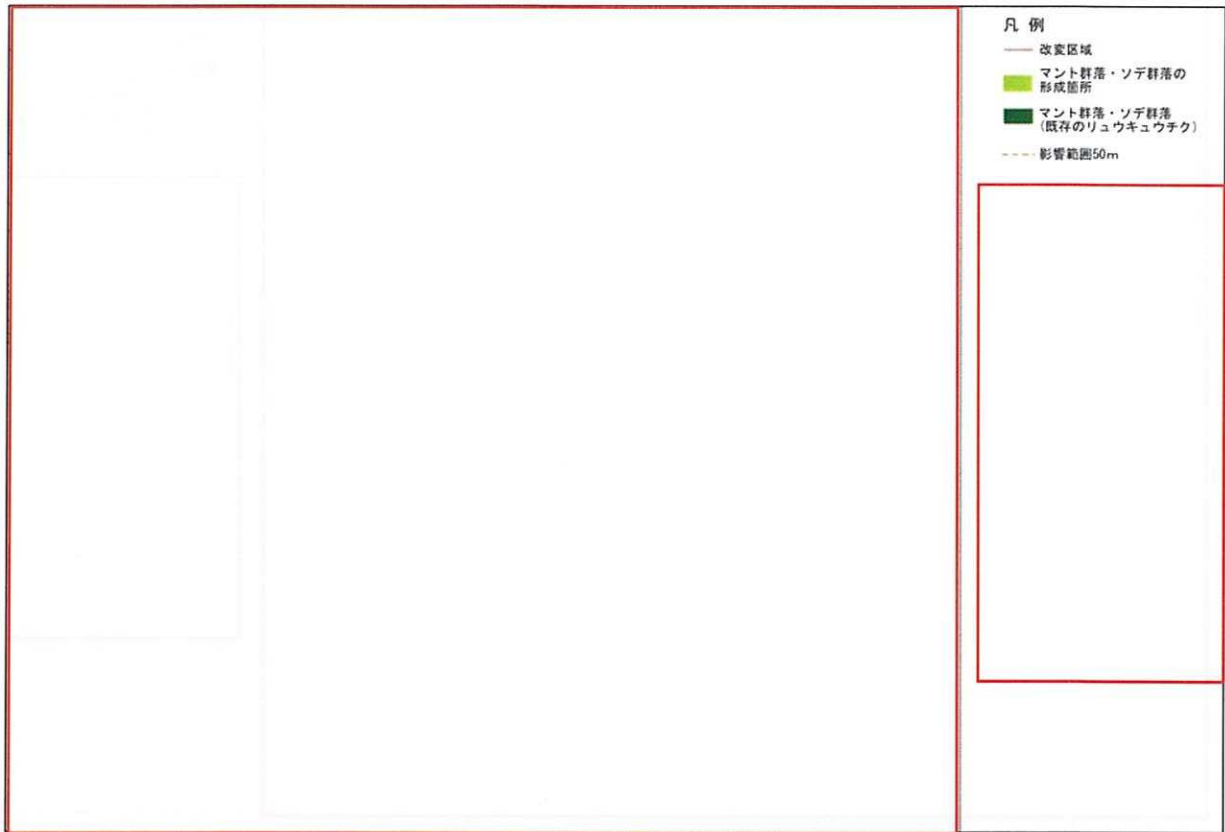 凡 例
改変区域
マント群落・ソデ群落の
形成箇所
マント群落・ソデ群落
(既存のリュウキュウチク)
影響範囲50m